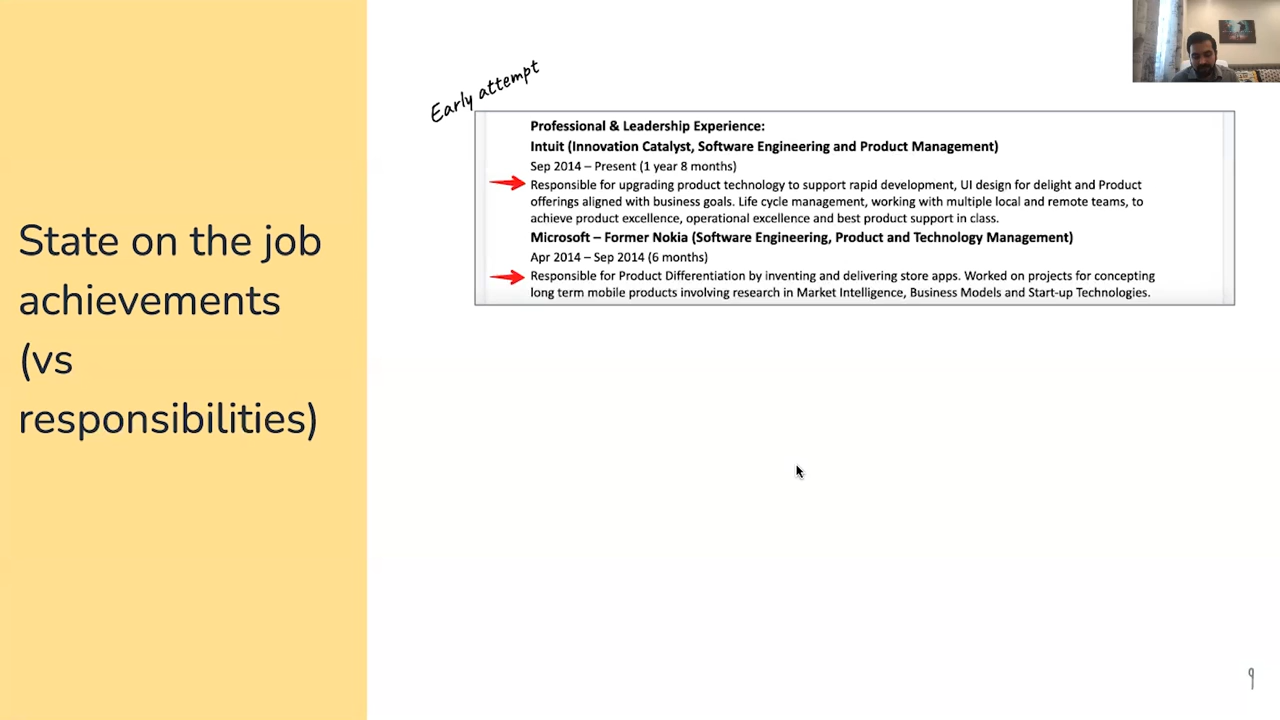 State on the job
achievements
(vs
responsibilities)
Early attempt
Professional & Leadership Experience:
Intuit (Innovation Catalyst, Software Engineering and Product Management)
Sep 2014 – Present (1 year 8 months)
Responsible for upgrading product technology to support rapid development, UI design for delight and Product
offerings aligned with business goals. Life cycle management, working with multiple local and remote teams, to
achieve product excellence, operational excellence and best product support in class.
Microsoft – Former Nokia (Software Engineering, Product and Technology Management)
Apr 2014 – Sep 2014 (6 months)
Responsible for Product Differentiation by inventing and delivering store apps. Worked on projects for concepting
long term mobile products involving research in Market Intelligence, Business Models and Start-up Technologies.
9